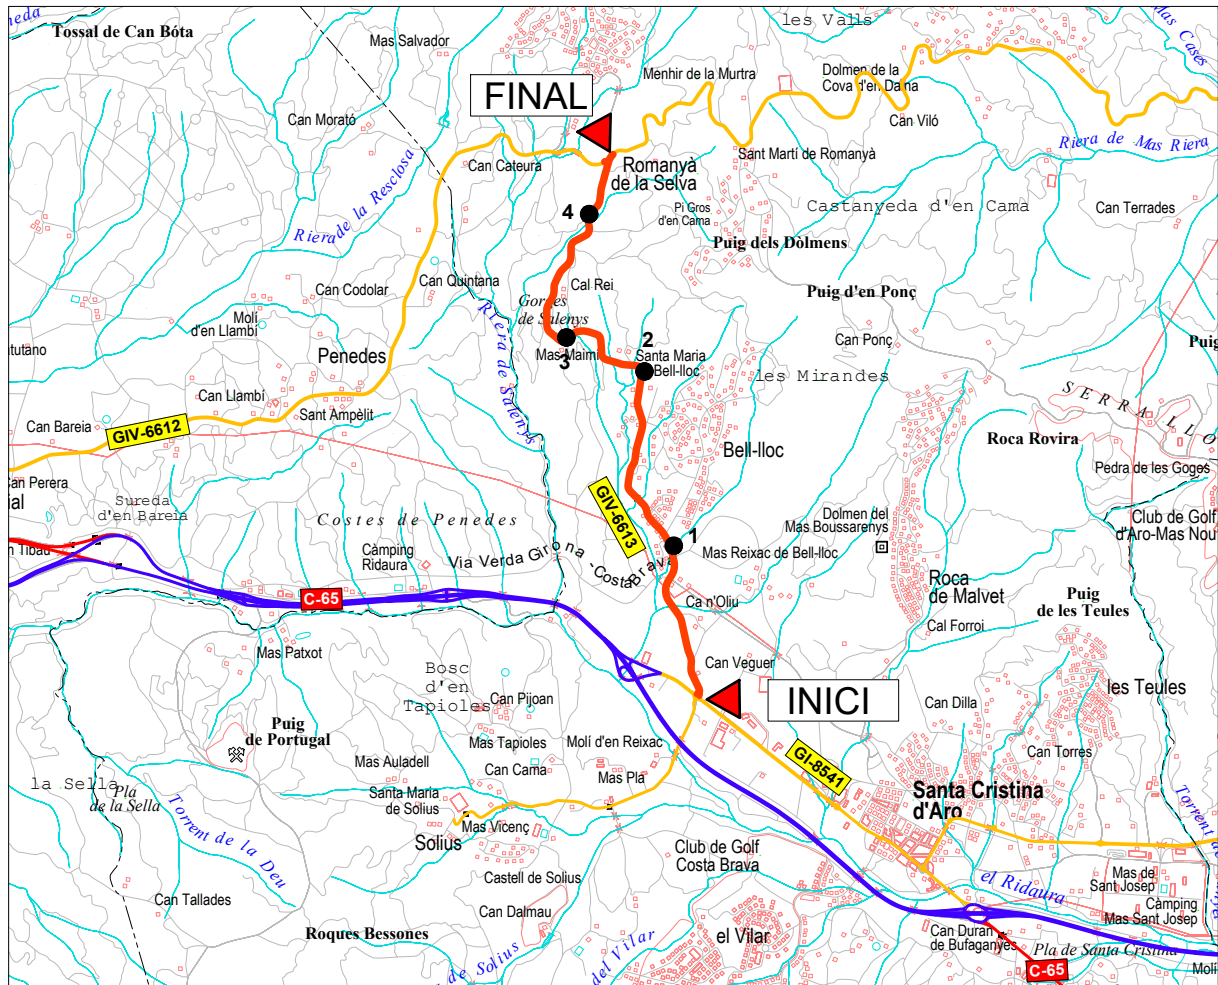 les Valls
Tossal de Can Bóta
Mas Salvador
Mas Cases
Menhir de la Murtra
Dolmen de la
Cova d'en Daina
FINAL
Can Morató
Can Viló
Riera de Mas Riera
Can Cateura
Romanyà
de la Selva
Sant Martí de Romanyà
Riera de la Resclosa
4
Pi Gros
d'en Cama
Castanyeda d'en Cama
Can Terrades
Puig dels Dòlmens
Can Quintana
Cal Rei
Can Codolar
Puig d'en Ponç
Gorges
de Salenys
Riera de Salenys
Molí
d'en Llambí
Penedes
Mas Maimí
3
2
Santa Maria
Bell-lloc
Can Ponç
les Mirandes
Can Llambí
Sant Ampèlit
Can Bareia
GIV-6612
Bell-lloc
Roca Rovira
Pedra de les Goges
Sureda
d'en Bareia
Costes de Penedes
GIV-6613
Dolmen del
Mas Boussarenys
Club de Golf
d'Aro-Mas Nou
Càmping
Ridaura
Via Verda Girona-Costa Brava
1
Mas Reixac de Bell-lloc
C-65
Ca n'Oliu
Roca
de Malvet
Puig
de les Teules
Cal Forroi
Mas Patxot
Bosc
d'en
Tapioles
Can Pijoan
Can Veguer
INICI
les Teules
Can Dilla
Puig
de Portugal
Mas Tapioles
Molí d'en Reixac
Can Torres
Mas Auladell
Can Cama
Mas Pla
GI-8541
la Sella
Pla
de la Sella
Santa Maria
de Solius
Santa Cristina
d'Aro
Torrent de la Deu
Mas Vicenç
Solius
Club de Golf
Costa Brava
Castell de Solius
el Ridaura
Mas de
Sant Josep
Can Tallades
Càmping
Mas Sant Josep
Can Dalmau
Roques Bessones
el Vilar
Can Duran
de Bufaganyes
Pla de Santa Cristina
de Solius
del Vilar
C-65